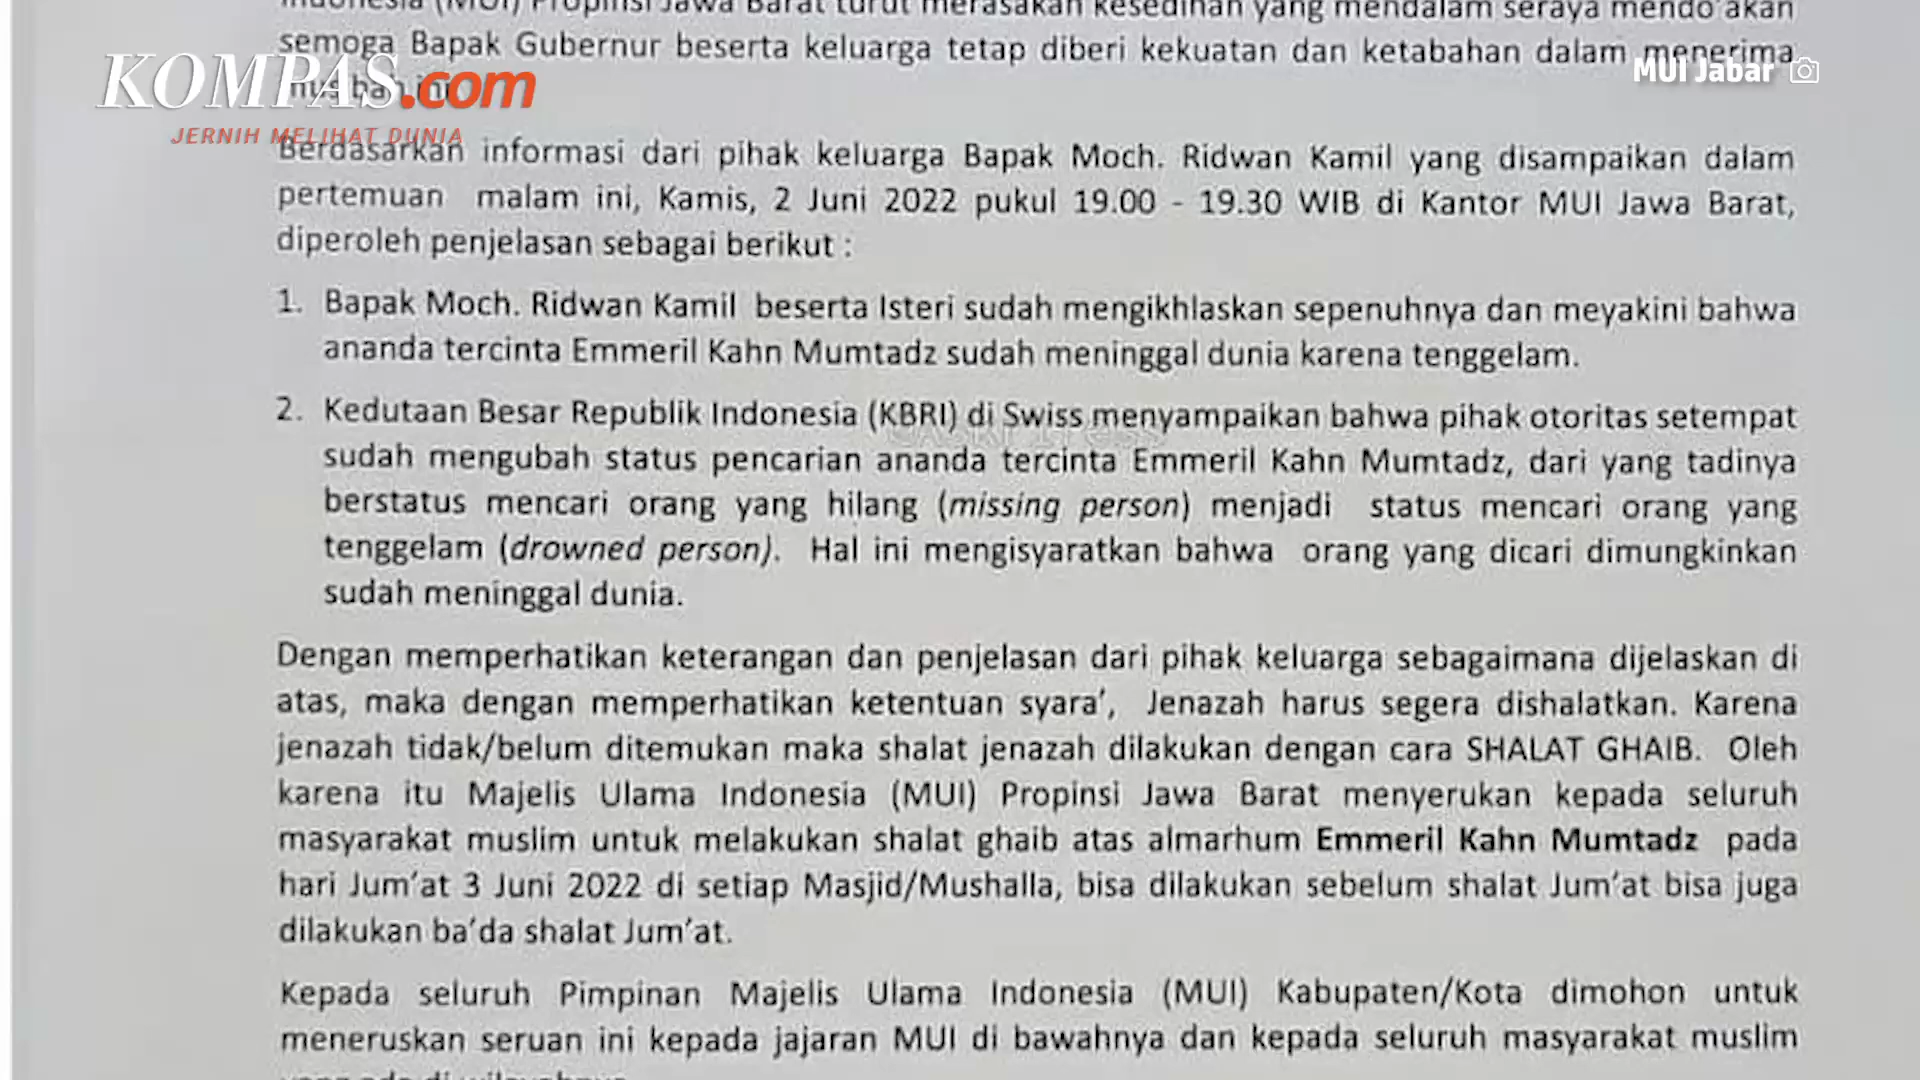 Indonesia (MUI) Propinsi Jawa Barat turut merasakan kesedihan yang mendalam seraya mendo'akan
semoga Bapak Gubernur beserta keluarga tetap diberi kekuatan dan ketabahan dalam menerima
KOMPAS.com
MUI Jabar
JERNIH MELIHAT DUNIA
Berdasarkan informasi dari pihak keluarga Bapak Moch. Ridwan Kamil yang disampaikan dalam
pertemuan malam ini, Kamis, 2 Juni 2022 pukul 19.00 - 19.30 WIB di Kantor MUI Jawa Barat,
diperoleh penjelasan sebagai berikut :
1. Bapak Moch. Ridwan Kamil beserta Isteri sudah mengikhlaskan sepenuhnya dan meyakini bahwa
ananda tercinta Emmeril Kahn Mumtadz sudah meninggal dunia karena tenggelam.
2. Kedutaan Besar Republik Indonesia (KBRI) di Swiss menyampaikan bahwa pihak otoritas setempat
sudah mengubah status pencarian ananda tercinta Emmeril Kahn Mumtadz, dari yang tadinya
berstatus mencari orang yang hilang (missing person) menjadi status mencari orang yang
tenggelam (drowned person). Hal ini mengisyaratkan bahwa orang yang dicari dimungkinkan
sudah meninggal dunia.
Dengan memperhatikan keterangan dan penjelasan dari pihak keluarga sebagaimana dijelaskan di
atas, maka dengan memperhatikan ketentuan syara', Jenazah harus segera dishalatkan. Karena
jenazah tidak/belum ditemukan maka shalat jenazah dilakukan dengan cara SHALAT GHAIB. Oleh
karena itu Majelis Ulama Indonesia (MUI) Propinsi Jawa Barat menyerukan kepada seluruh
masyarakat muslim untuk melakukan shalat ghaib atas almarhum Emmeril Kahn Mumtadz pada
hari Jum'at 3 Juni 2022 di setiap Masjid/Mushalla, bisa dilakukan sebelum shalat Jum'at bisa juga
dilakukan ba'da shalat Jum'at.
Kepada seluruh Pimpinan Majelis Ulama Indonesia (MUI) Kabupaten/Kota dimohon untuk
meneruskan seruan ini kepada jajaran MUI di bawahnya dan kepada seluruh masyarakat muslim